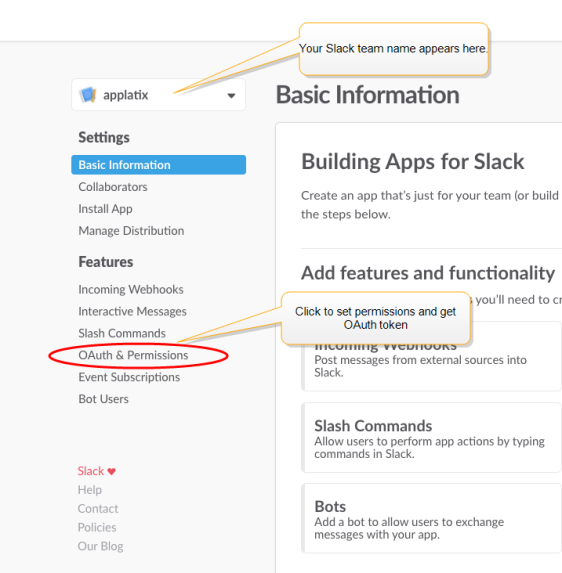 Your Slack team name appears here.
applatix
Basic Information
Settings
Basic Information
Collaborators
Install App
Manage Distribution
Features
Incoming Webhooks
Interactive Messages
Slash Commands
OAuth & Permissions
Event Subscriptions
Bot Users
Slack ♥
Help
Contact
Policies
Our Blog
Building Apps for Slack
Create an app that's just for your team (or build
the steps below.
Add features and functionality
you'll need to cr
Click to set permissions and get
OAuth token
Incoming Webhooks
Post messages from external sources into
Slack.
Slash Commands
Allow users to perform app actions by typing
commands in Slack.
Bots
Add a bot to allow users to exchange
messages with your app.